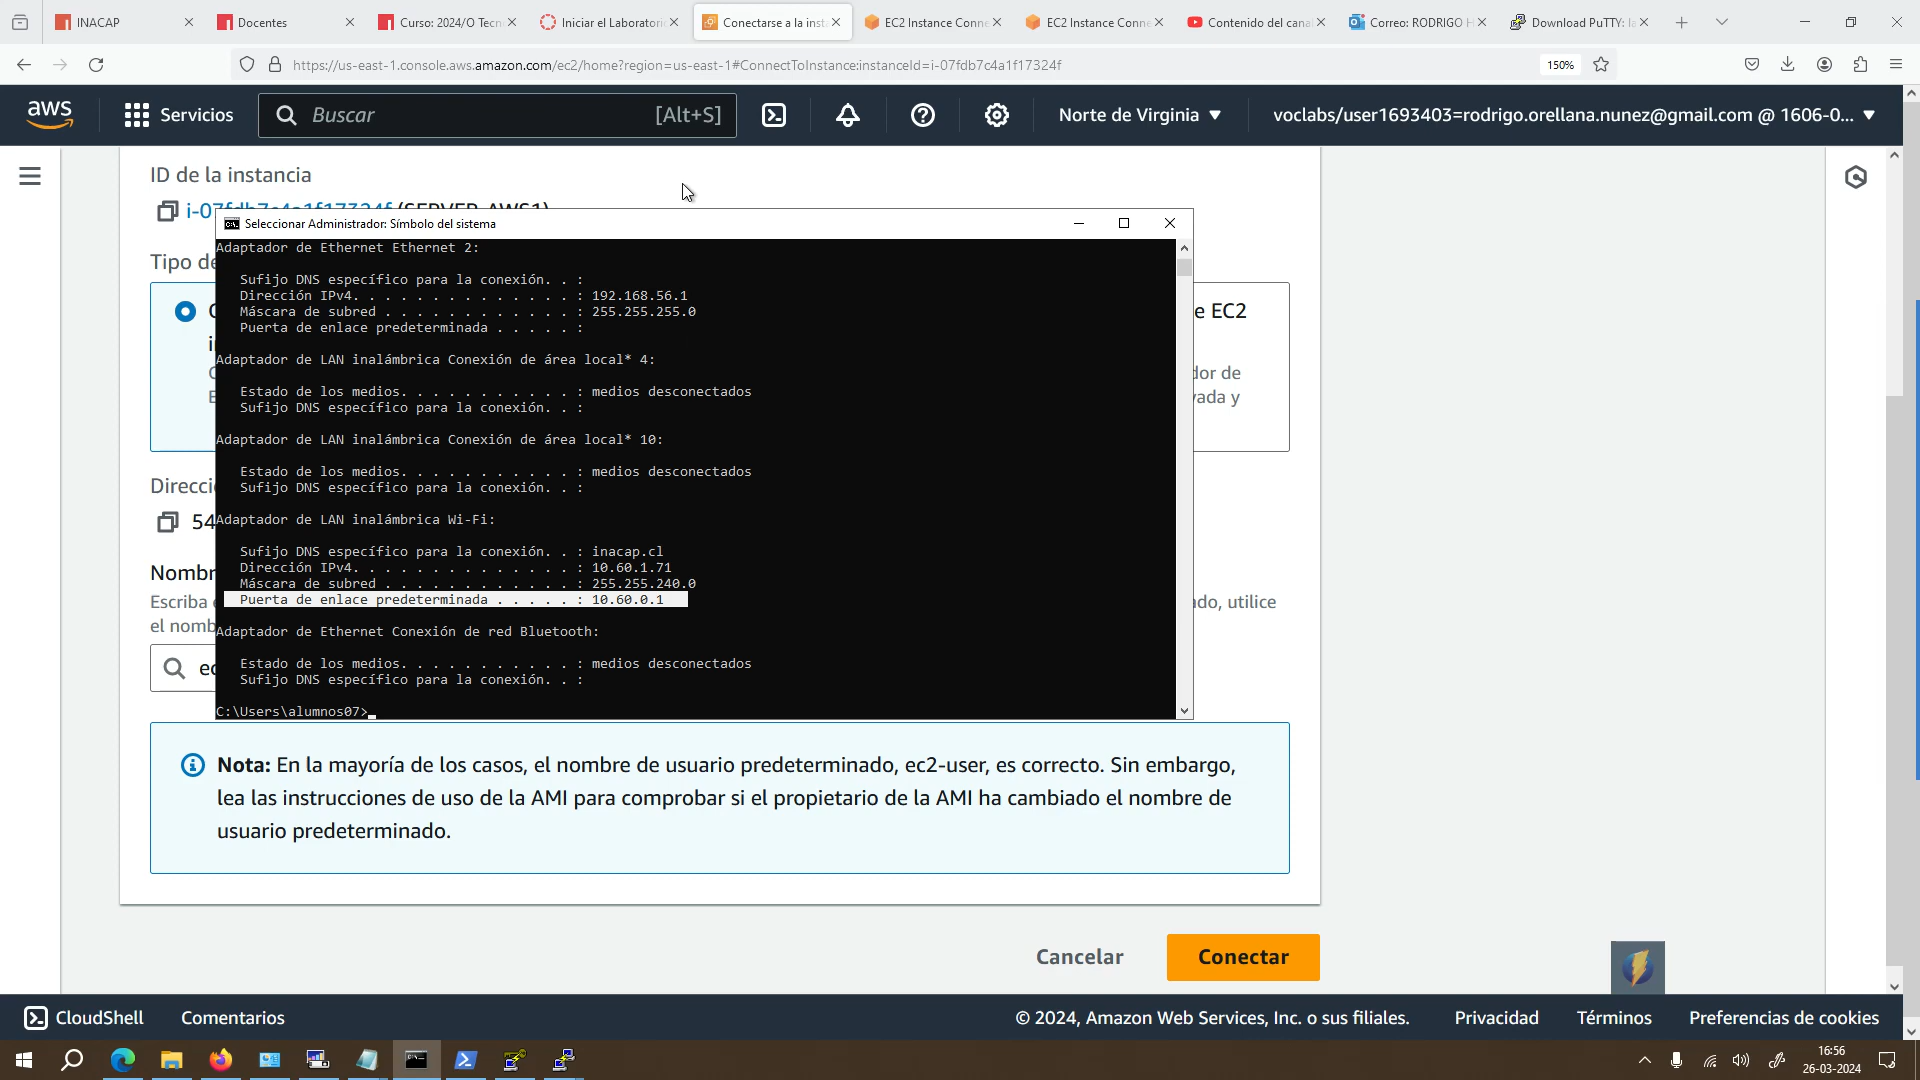 INACAP
Docentes
Curso: 2024/O Tecn
Iniciar el Laboratori
Conectarse a la inst
EC2 Instance Conne
EC2 Instance Conne
Contenido del cana
Correo: RODRIGO H
Download PuTTY: la
https://us-east-1.console.aws.amazon.com/ec2/home?region=us-east-1#ConnectToInstance:instanceId=i-07fdb7c4a1f17324f
150%
aws
Servicios
Buscar
[Alt+S]
Norte de Virginia
voclabs/user1693403=rodrigo.orellana.nunez@gmail.com @ 1606-0...
ID de la instancia
i-07fdb7c4a1f17324f (SERVER-AWS1)
Seleccionar Administrador: Símbolo del sistema
Adaptador de Ethernet Ethernet 2:
Sufijo DNS específico para la conexión. . :
Dirección IPv4. . . . . . . . . . . . . . : 192.168.56.1
Máscara de subred . . . . . . . . . . . . : 255.255.255.0
Puerta de enlace predeterminada . . . . . :
Adaptador de LAN inalámbrica Conexión de área local* 4:
Estado de los medios. . . . . . . . . . . : medios desconectados
Sufijo DNS específico para la conexión. . :
Adaptador de LAN inalámbrica Conexión de área local* 10:
Estado de los medios. . . . . . . . . . . : medios desconectados
Sufijo DNS específico para la conexión. . :
Adaptador de LAN inalámbrica Wi-Fi:
Sufijo DNS específico para la conexión. . : inacap.cl
Dirección IPv4. . . . . . . . . . . . . . : 10.60.1.71
Máscara de subred . . . . . . . . . . . . : 255.255.240.0
Puerta de enlace predeterminada . . . . . : 10.60.0.1
Adaptador de Ethernet Conexión de red Bluetooth:
Estado de los medios. . . . . . . . . . . : medios desconectados
Sufijo DNS específico para la conexión. . :
C:\Users\alumnos07>
Tipo de
e EC2
dor de
vada y
Direcci
54
Nombr
Escriba
ado, utilice
el nomb
ec
Nota: En la mayoría de los casos, el nombre de usuario predeterminado, ec2-user, es correcto. Sin embargo,
lea las instrucciones de uso de la AMI para comprobar si el propietario de la AMI ha cambiado el nombre de
usuario predeterminado.
Cancelar
Conectar
CloudShell
Comentarios
© 2024, Amazon Web Services, Inc. o sus filiales.
Privacidad
Términos
Preferencias de cookies
16:56
26-03-2024